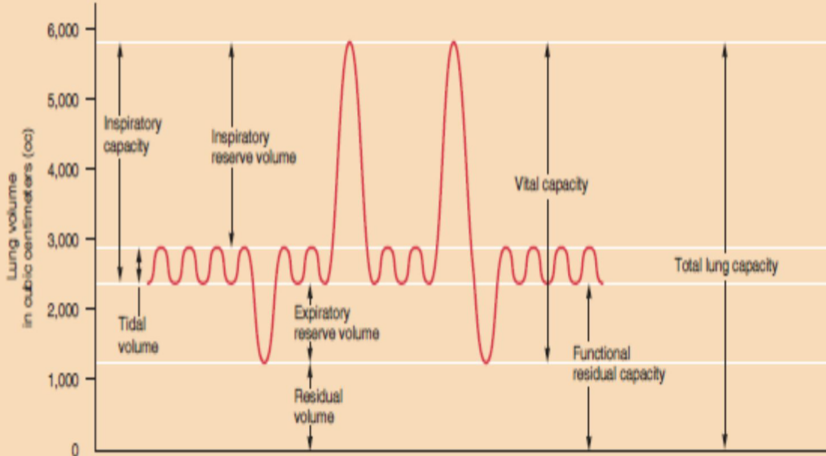 Lung volume
in cubic centimeters (cc)
6,000
5,000
4,000
3,000
2,000
1,000
0
Inspiratory
capacity
Inspiratory
reserve volume
Vital capacity
Total lung capacity
Tidal
volume
Expiratory
reserve volume
Functional
residual capacity
Residual
volume